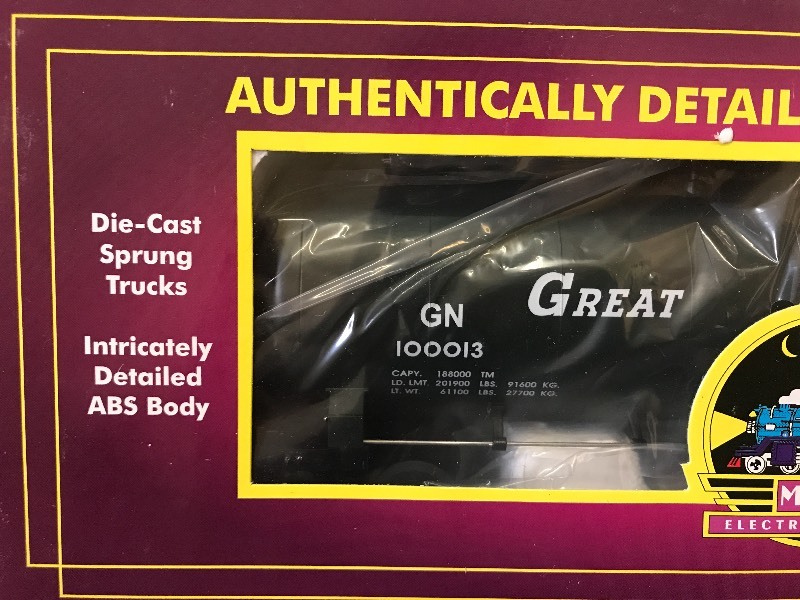 AUTHENTICALLY DETAIL
Die-Cast
Sprung
Trucks
Intricately
Detailed
ABS Body
GREAT
GN
100013
CAPY. 188000 TM
LD. LMT. 201900 LBS. 91600 KG.
LT. WT. 61100 LBS. 27700 KG.
M
ELECTR